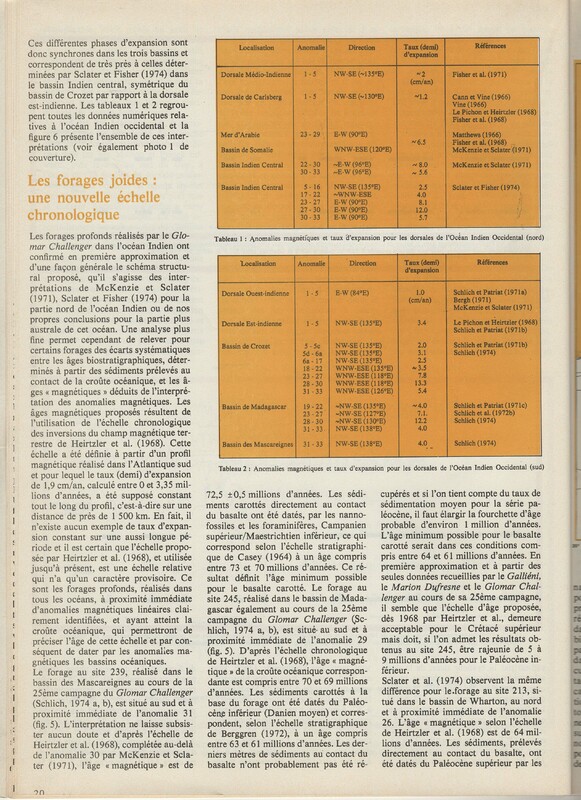 Ces différentes phases d'expansion sont
donc synchrones dans les trois bassins et
correspondent de très près à celles déter-
minées par Sclater et Fisher (1974) dans
le bassin Indien central, symétrique du
bassin de Crozet par rapport à la dorsale
est-indienne. Les tableaux 1 et 2 regrou-
pent toutes les données numériques rela-
tives à l'océan Indien occidental et la
figure 6 présente l'ensemble de ces inter-
prétations (voir également photo 1 de
couverture).
Les forages joides :
une nouvelle échelle
chronologique
Les forages profonds réalisés par le Glo-
mar Challenger dans l'océan Indien ont
confirmé en première approximation et
d'une façon générale le schéma structu-
ral proposé, qu'il s'agisse des inter-
prétations de McKenzie et Sclater
(1971), Sclater et Fisher (1974) pour la
partie nord de l'océan Indien ou de nos
propres conclusions pour la partie plus
australe de cet océan. Une analyse plus
fine permet cependant de relever pour
certains forages des écarts systématiques
entre les âges biostratigraphiques, déter-
minés à partir des sédiments prélevés au
contact de la croûte océanique, et les â-
ges « magnétiques » déduits de l'interpré-
tation des anomalies magnétiques. Les
âges magnétiques proposés résultent de
l'utilisation de l'échelle chronologique
des inversions du champ magnétique ter-
restre de Heirtzler et al. (1968). Cette
échelle a été définie à partir d'un profil
magnétique réalisé dans l'Atlantique sud
et pour lequel le taux (demi) d'expansion
de 1,9 cm/an, calculé entre 0 et 3,35 mil-
lions d'années, a été supposé constant
tout le long du profil, c'est-à-dire sur une
distance de près de 1 500 km. En fait, il
n'existe aucun exemple de taux d'expan-
sion constant sur une aussi longue pé-
riode et il est certain que l'échelle propo-
sée par Heirtzler et al. (1968), et utilisée
jusqu'à présent, est une échelle relative
qui n'a qu'un caractère provisoire. Ce
sont les forages profonds, réalisés dans
tous les océans, à proximité immédiate
d'anomalies magnétiques linéaires clai-
rement identifiées, et ayant atteint la
croûte océanique, qui permettront de
préciser l'âge de cette échelle et par con-
séquent de dater par les anomalies ma-
gnétiques les bassins océaniques.
Le forage au site 239, réalisé dans le
bassin des Mascareignes au cours de la
25ème campagne du Glomar Challenger
(Schlich, 1974 a, b), est situé au sud et à
proximité immédiate de l'anomalie 31
(fig. 5). L'interprétation ne laisse subsis-
ter aucun doute et d'après l'échelle de
Heirtzler et al. (1968), complétée au-delà
de l'anomalie 30 par McKenzie et Scla-
ter (1971), l'âge « magnétique » est de
Localisation Anomalie Direction Taux (demi) d'expansion Références
Dorsale Médio-Indienne 1 - 5 NW-SE (~135°E) ~2 (cm/an) Fisher et al. (1971)
Dorsale de Carlsberg 1 - 5 NW-SE (~130°E) ~1.2 Cann et Vine (1966)
Vine (1966)
Le Pichon et Heirtzler (1968)
Fisher et al. (1968)
Mer d'Arabie 23 - 29 E-W (90°E) Matthews (1966)
~6.5 Fisher et al. (1968)
Bassin de Somalie WNW-ESE (120°E) McKenzie et Sclater (1971)
Bassin Indien Central 22 - 30 ~E-W (96°E) ~8.0 McKenzie et Sclater (1971)
30 - 33 ~E-W (96°E) ~5.6
Bassin Indien Central 5 - 16 NW-SE (135°E) 2.5 Sclater et Fisher (1974)
17 - 22 ~WNW-ESE 4.0
23 - 27 E-W (90°E) 8.1
27 - 30 E-W (90°E) 12.0
30 - 33 E-W (90°E) 5.7
Tableau 1 : Anomalies magnétiques et taux d'expansion pour les dorsales de l'Océan Indien Occidental (nord)
Localisation Anomalie Direction Taux (demi) d'expansion Références
Dorsale Ouest-indienne 1 - 5 E-W (84°E) 1.0 (cm/an) Schlich et Patriat (1971a)
Bergh (1971)
McKenzie et Sclater (1971)
Dorsale Est-indienne 1 - 5 NW-SE (135°E) 3.4 Le Pichon et Heirtzler (1968)
Schlich et Patriat (1971b)
Bassin de Crozet 5 - 5c NW-SE (135°E) 2.0 Schlich et Patriat (1971b)
5d - 6a NW-SE (135°E) 3.1 Schlich (1974)
6a - 17 NW-SE (135°E) 2.5
18 - 22 WNW-ESE (135°E) ~3.5
23 - 27 WNW-ESE (118°E) 7.8
28 - 30 WNW-ESE (118°E) 13.3
31 - 33 WNW-ESE (126°E) 5.4
Bassin de Madagascar 19 - 22 ~NW-SE (135°E) ~4.0 Schlich et Patriat (1971c)
23 - 27 ~NW-SE (127°E) 7.1 Schlich et al. (1972b)
28 - 30 ~NW-SE (130°E) 12.2 Schlich (1974)
31 - 33 NW-SE (138°E) 4.0
Bassin des Mascareignes 31 - 33 NW-SE (138°E) 4.0 Schlich (1974)
Tableau 2 : Anomalies magnétiques et taux d'expansion pour les dorsales de l'Océan Indien Occidental (sud)
72,5 ±0,5 millions d'années. Les sédi-
ments carottés directement au contact
du basalte ont été datés, par les nanno-
fossiles et les foraminifères, Campanien
supérieur/Maestrichtien inférieur, ce qui
correspond selon l'échelle stratigraphi-
que de Casey (1964) à un âge compris
entre 73 et 70 millions d'années. Ce ré-
sultat définit l'âge minimum possible
pour le basalte carotté. Le forage au
site 245, réalisé dans le bassin de Mada-
gascar également au cours de la 25ème
campagne du Glomar Challenger (Sc-
hlich, 1974 a, b), est situé au sud et à
proximité immédiate de l'anomalie 29
(fig. 5). D'après l'échelle chronologique
de Heirtzler et al. (1968), l'âge « magné-
tique » de la croûte océanique correspon-
dante est compris entre 70 et 69 millions
d'années. Les sédiments carottés à la
base du forage ont été datés du Paléo-
cène inférieur (Danien moyen) et corres-
pondent, selon l'échelle stratigraphique
de Berggren (1972), à un âge compris
entre 63 et 61 millions d'années. Les der-
niers mètres de sédiments au contact du
basalte n'ont probablement pas été ré-
cupérés et si l'on tient compte du taux de
sédimentation moyen pour la série pa-
léocène, il faut élargir la fourchette d'âge
probable d'environ 1 million d'années.
L'âge minimum possible pour le basalte
carotté serait dans ces conditions com-
pris entre 64 et 61 millions d'années. En
première approximation et à partir des
seules données recueillies par le Galliéni,
le Marion Dufresne et le Glomar Chal-
lenger au cours de sa 25ème campagne,
il semble que l'échelle d'âge proposée,
dès 1968 par Heirtzler et al., demeure
acceptable pour le Crétacé supérieur
mais doit, si l'on admet les résultats obte-
nus au site 245, être rajeunie de 5 à
9 millions d'années pour le Paléocène in-
férieur.
Sclater et al. (1974) observent la même
différence pour le forage au site 213, si-
tué dans le bassin de Wharton, au nord
et à proximité immédiate de l'anomalie
26. L'âge « magnétique » selon l'échelle
de Heirtzler et al. (1968) est de 64 mil-
lions d'années. Les sédiments, prélevés
directement au contact du basalte, ont
été datés du Paléocène supérieur par les
20